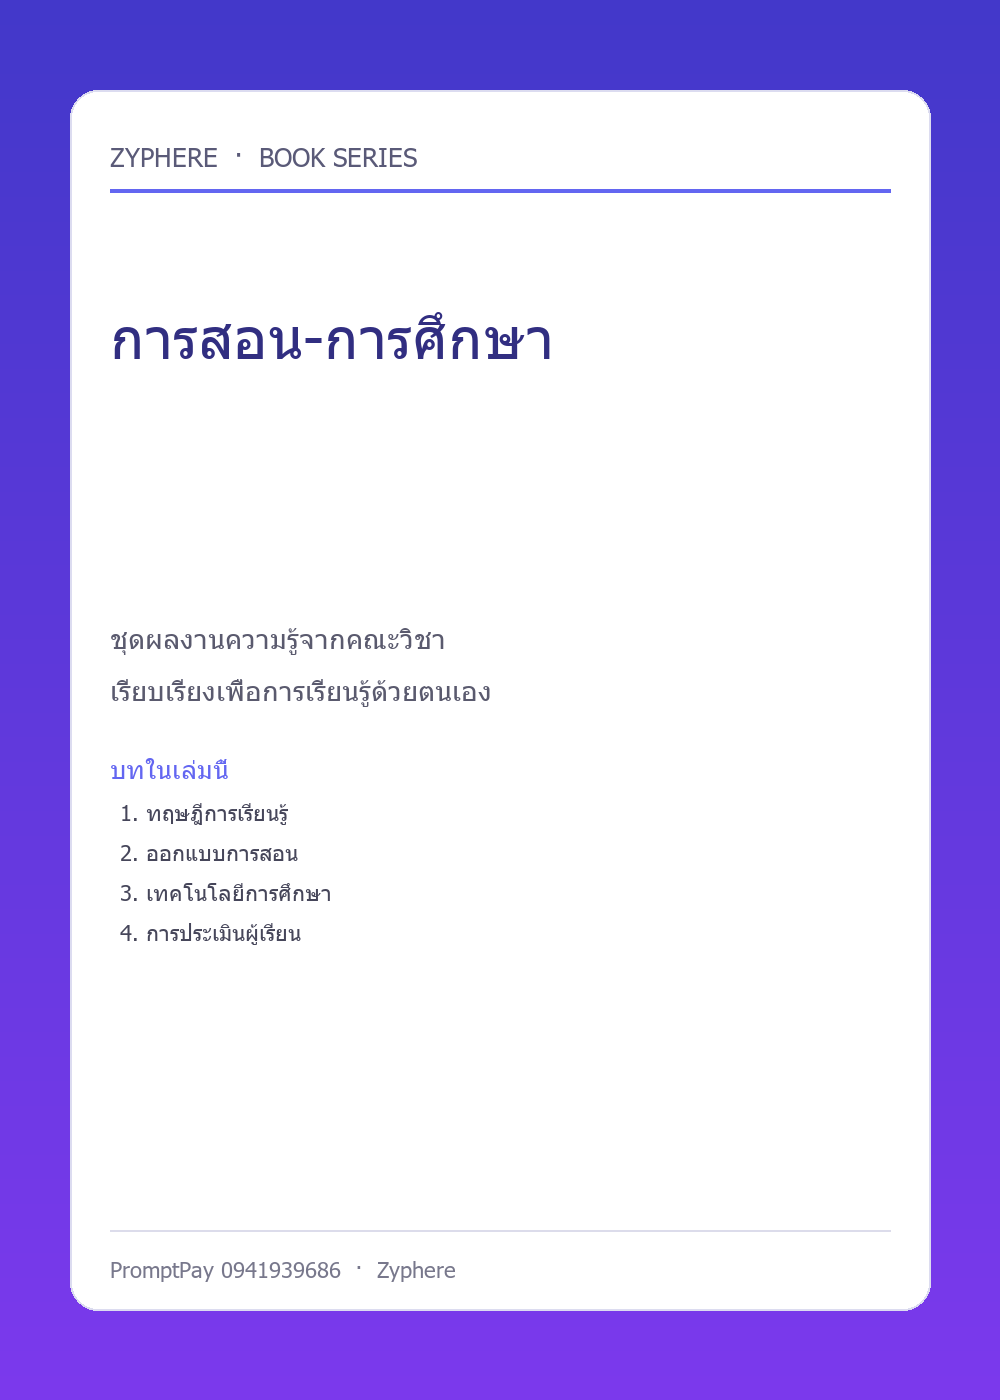 ZYPHERE · BOOK SERIES
การสอน-การศึกษา
ชุดผลงานความรู้จากคณะวิชา
เรียบเรียงเพื่อการเรียนรู้ด้วยตนเอง
บทในเล่มนี้
1. ทฤษฎีการเรียนรู้
2. ออกแบบการสอน
3. เทคโนโลยีการศึกษา
4. การประเมินผู้เรียน
PromptPay 0941939686 · Zyphere